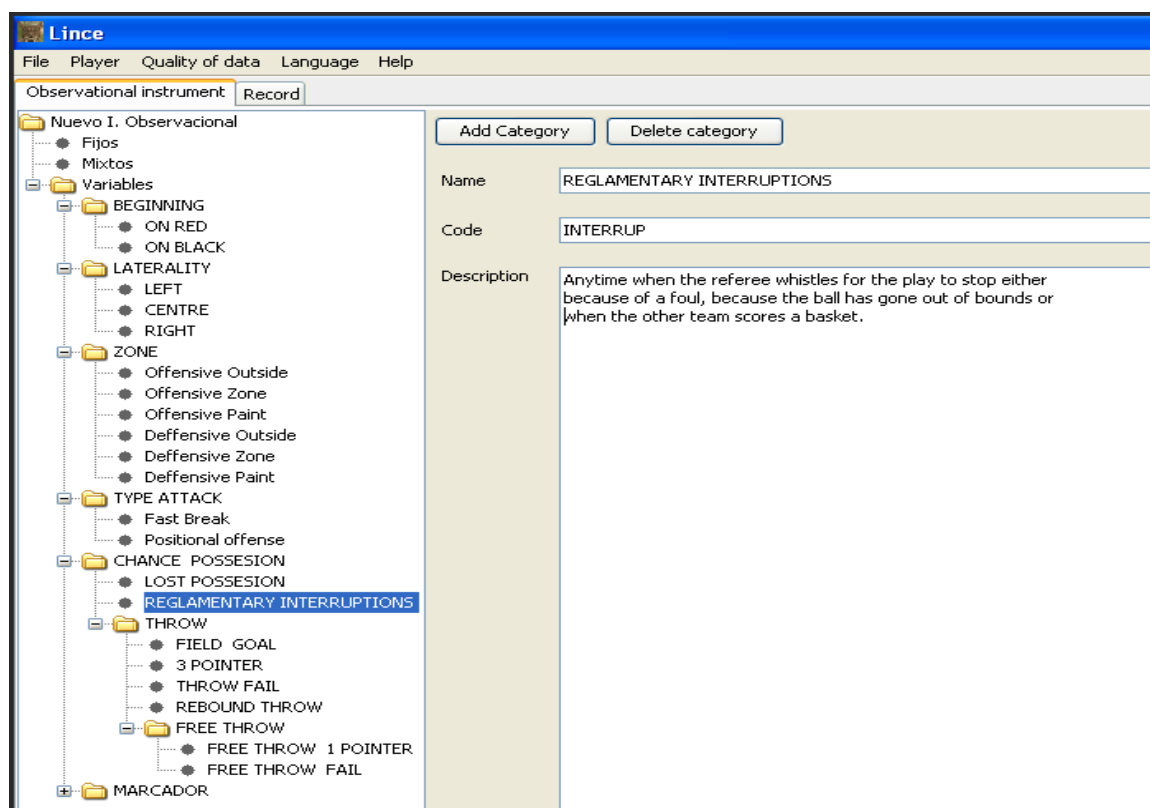 Lince
File Player Quality of data Language Help
Observational instrument Record
Nuevo I. Observacional
Fijos
Mixtos
Variables
BEGINNING
ON RED
ON BLACK
LATERALITY
LEFT
CENTRE
RIGHT
ZONE
Offensive Outside
Offensive Zone
Offensive Paint
Deffensive Outside
Deffensive Zone
Deffensive Paint
TYPE ATTACK
Fast Break
Positional offense
CHANCE POSSESION
LOST POSSESION
REGLAMENTARY INTERRUPTIONS
THROW
FIELD GOAL
3 POINTER
THROW FAIL
REBOUND THROW
FREE THROW
FREE THROW 1 POINTER
FREE THROW FAIL
MARCADOR
Add Category Delete category
Name REGLAMENTARY INTERRUPTIONS
Code INTERRUP
Description Anytime when the referee whistles for the play to stop either
because of a foul, because the ball has gone out of bounds or
when the other team scores a basket.